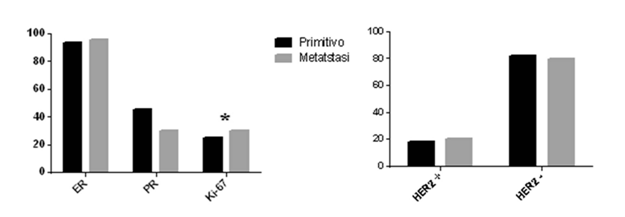 100
80
60
40
20
0
*
ER
PR
Ki-67
Primitivo
Metatstasi
100
80
60
40
20
0
HER2+
HER2-